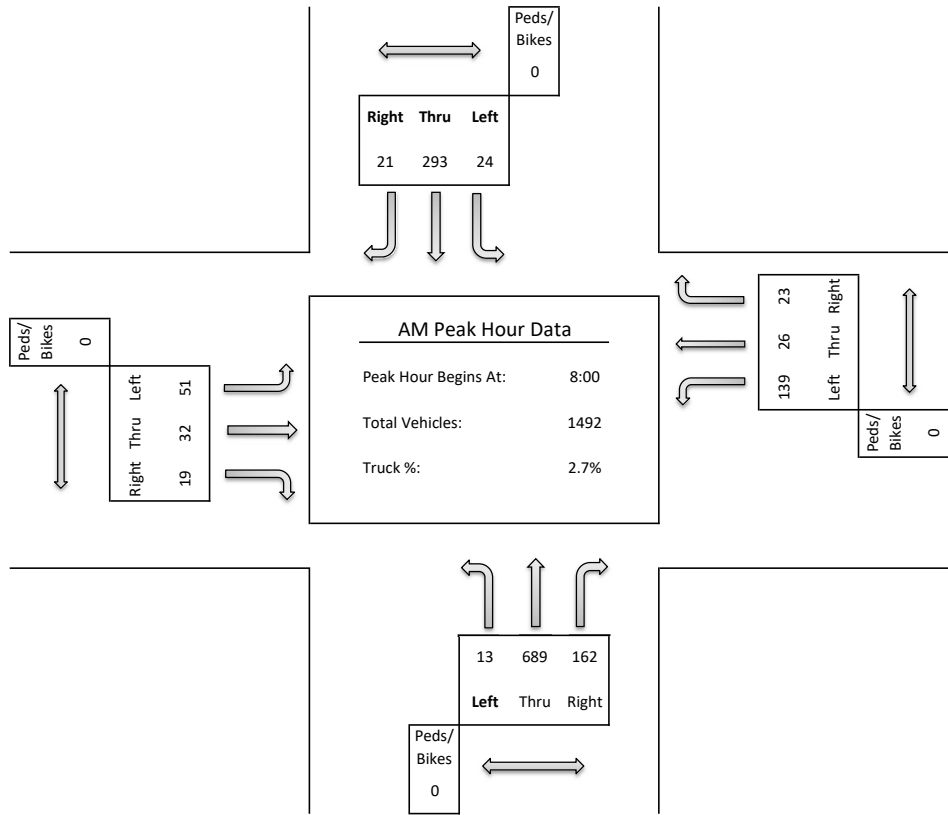 Peds/
Bikes
0
Right Thru Left
21 293 24
Peds/
Bikes
0
Left 51
Thru 32
Right 19
AM Peak Hour Data
Peak Hour Begins At: 8:00
Total Vehicles: 1492
Truck %: 2.7%
23 Right
26 Thru
139 Left
Peds/
Bikes
0
13 689 162
Left Thru Right
Peds/
Bikes
0